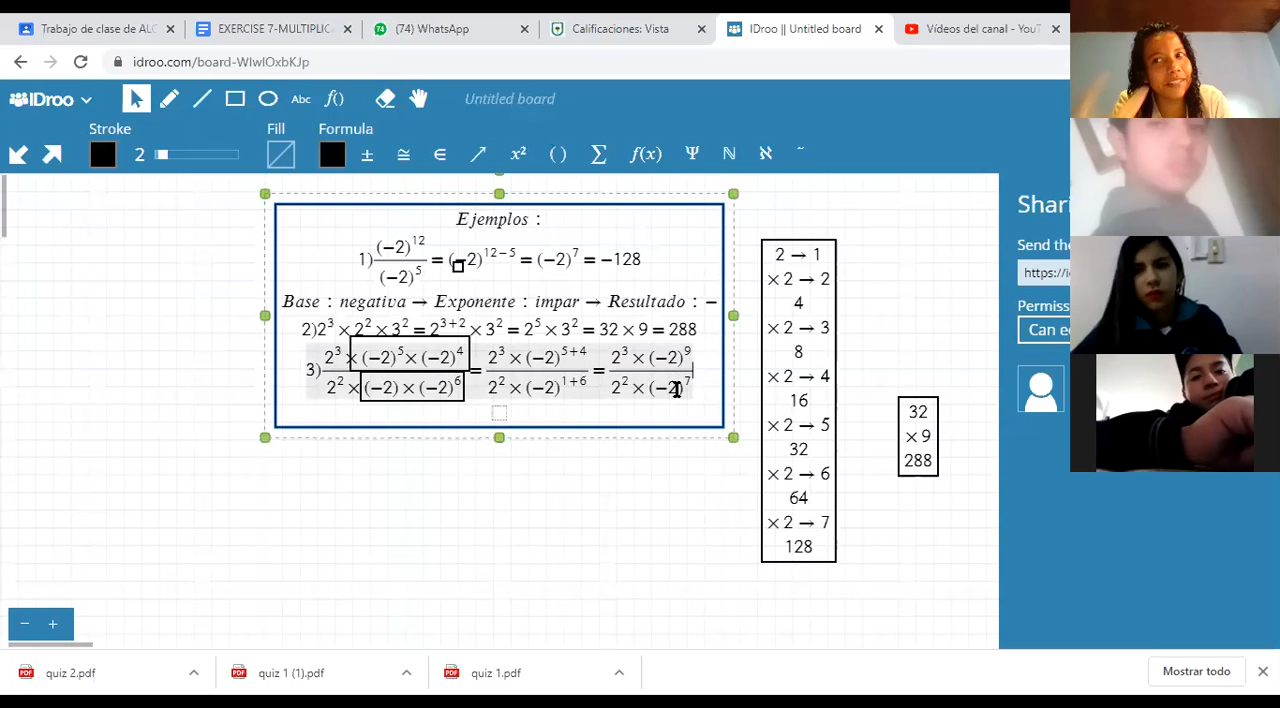 Trabajo de clase de ALG
EXERCISE 7-MULTIPLIC
(74) WhatsApp
Calificaciones: Vista
IDroo || Untitled board
Vídeos del canal - YouT
idroo.com/board-WIwIOxbKJp
IDroo
Abc
f()
Untitled board
Stroke
Fill
Formula
2
± ≅ ∈ ↗ x² ( ) ∑ f(x) Ψ ℕ ℵ ~
Ejemplos :
1) (−2)^12 / (−2)^5 = (−2)^(12−5) = (−2)^7 = −128
Base : negativa → Exponente : impar → Resultado : −
2)2^3 × 2^2 × 3^2 = 2^(3+2) × 3^2 = 2^5 × 3^2 = 32 × 9 = 288
3) 2^3 × (−2)^5 × (−2)^4 / 2^2 × (−2) × (−2)^6 = 2^3 × (−2)^(5+4) / 2^2 × (−2)^(1+6) = 2^3 × (−2)^9 / 2^2 × (−2)^7
2 → 1
× 2 → 2
4
× 2 → 3
8
× 2 → 4
16
× 2 → 5
32
× 2 → 6
64
× 2 → 7
128
32
× 9
288
Shari
Send the
https://i
Permiss
Can e
− +
quiz 2.pdf
quiz 1 (1).pdf
quiz 1.pdf
Mostrar todo